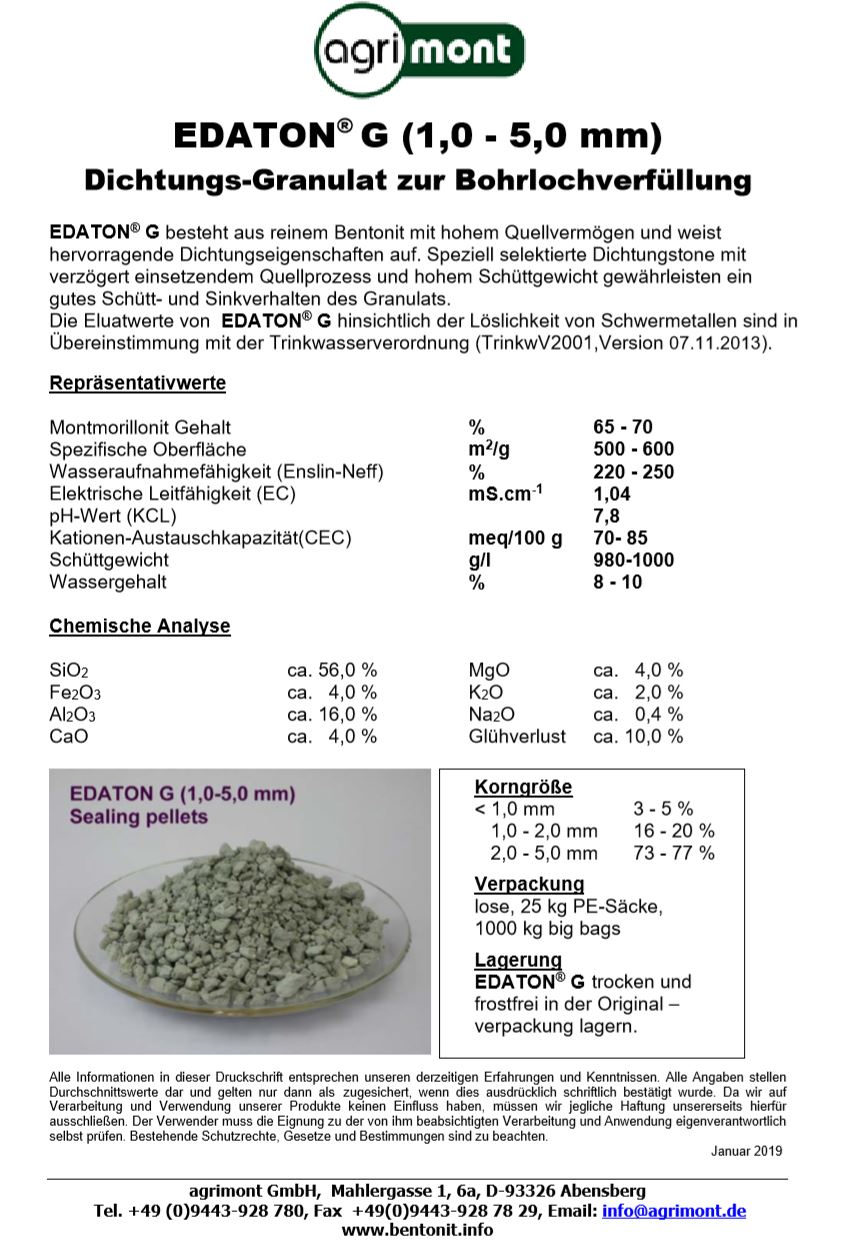 agrimont
EDATON® G (1,0 - 5,0 mm)
Dichtungs-Granulat zur Bohrlochverfüllung
EDATON® G besteht aus reinem Bentonit mit hohem Quellvermögen und weist
hervorragende Dichtungseigenschaften auf. Speziell selektierte Dichtungstone mit
verzögert einsetzendem Quellprozess und hohem Schüttgewicht gewährleisten ein
gutes Schütt- und Sinkverhalten des Granulats.
Die Eluatwerte von EDATON® G hinsichtlich der Löslichkeit von Schwermetallen sind in
Übereinstimmung mit der Trinkwasserverordnung (TrinkwV2001,Version 07.11.2013).
Repräsentativwerte
Montmorillonit Gehalt % 65 - 70
Spezifische Oberfläche m²/g 500 - 600
Wasseraufnahmefähigkeit (Enslin-Neff) % 220 - 250
Elektrische Leitfähigkeit (EC) mS.cm⁻¹ 1,04
pH-Wert (KCL) 7,8
Kationen-Austauschkapazität(CEC) meq/100 g 70- 85
Schüttgewicht g/l 980-1000
Wassergehalt % 8 - 10
Chemische Analyse
SiO₂ ca. 56,0 % MgO ca. 4,0 %
Fe₂O₃ ca. 4,0 % K₂O ca. 2,0 %
Al₂O₃ ca. 16,0 % Na₂O ca. 0,4 %
CaO ca. 4,0 % Glühverlust ca. 10,0 %
EDATON G (1,0-5,0 mm)
Sealing pellets
Korngröße
< 1,0 mm 3 - 5 %
1,0 - 2,0 mm 16 - 20 %
2,0 - 5,0 mm 73 - 77 %
Verpackung
lose, 25 kg PE-Säcke,
1000 kg big bags
Lagerung
EDATON® G trocken und
frostfrei in der Original –
verpackung lagern.
Alle Informationen in dieser Druckschrift entsprechen unseren derzeitigen Erfahrungen und Kenntnissen. Alle Angaben stellen
Durchschnittswerte dar und gelten nur dann als zugesichert, wenn dies ausdrücklich schriftlich bestätigt wurde. Da wir auf
Verarbeitung und Verwendung unserer Produkte keinen Einfluss haben, müssen wir jegliche Haftung unsererseits hierfür
ausschließen. Der Verwender muss die Eignung zu der von ihm beabsichtigten Verarbeitung und Anwendung eigenverantwortlich
selbst prüfen. Bestehende Schutzrechte, Gesetze und Bestimmungen sind zu beachten.
Januar 2019
agrimont GmbH, Mahlergasse 1, 6a, D-93326 Abensberg
Tel. +49 (0)9443-928 780, Fax +49(0)9443-928 78 29, Email: info@agrimont.de
www.bentonit.info